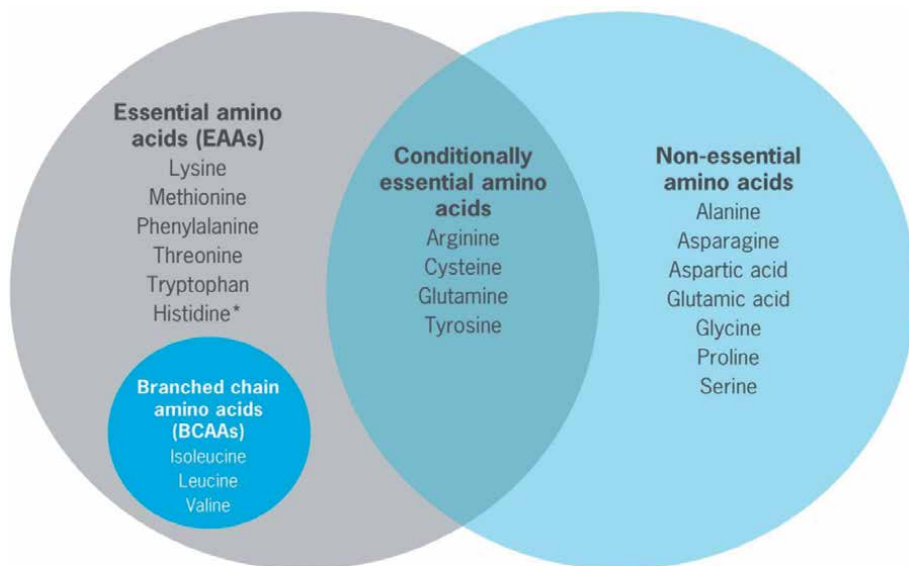 Essential amino
acids (EAAs)
Lysine
Methionine
Phenylalanine
Threonine
Tryptophan
Histidine*
Branched chain
amino acids
(BCAAs)
Isoleucine
Leucine
Valine
Conditionally
essential amino
acids
Arginine
Cysteine
Glutamine
Tyrosine
Non-essential
amino acids
Alanine
Asparagine
Aspartic acid
Glutamic acid
Glycine
Proline
Serine